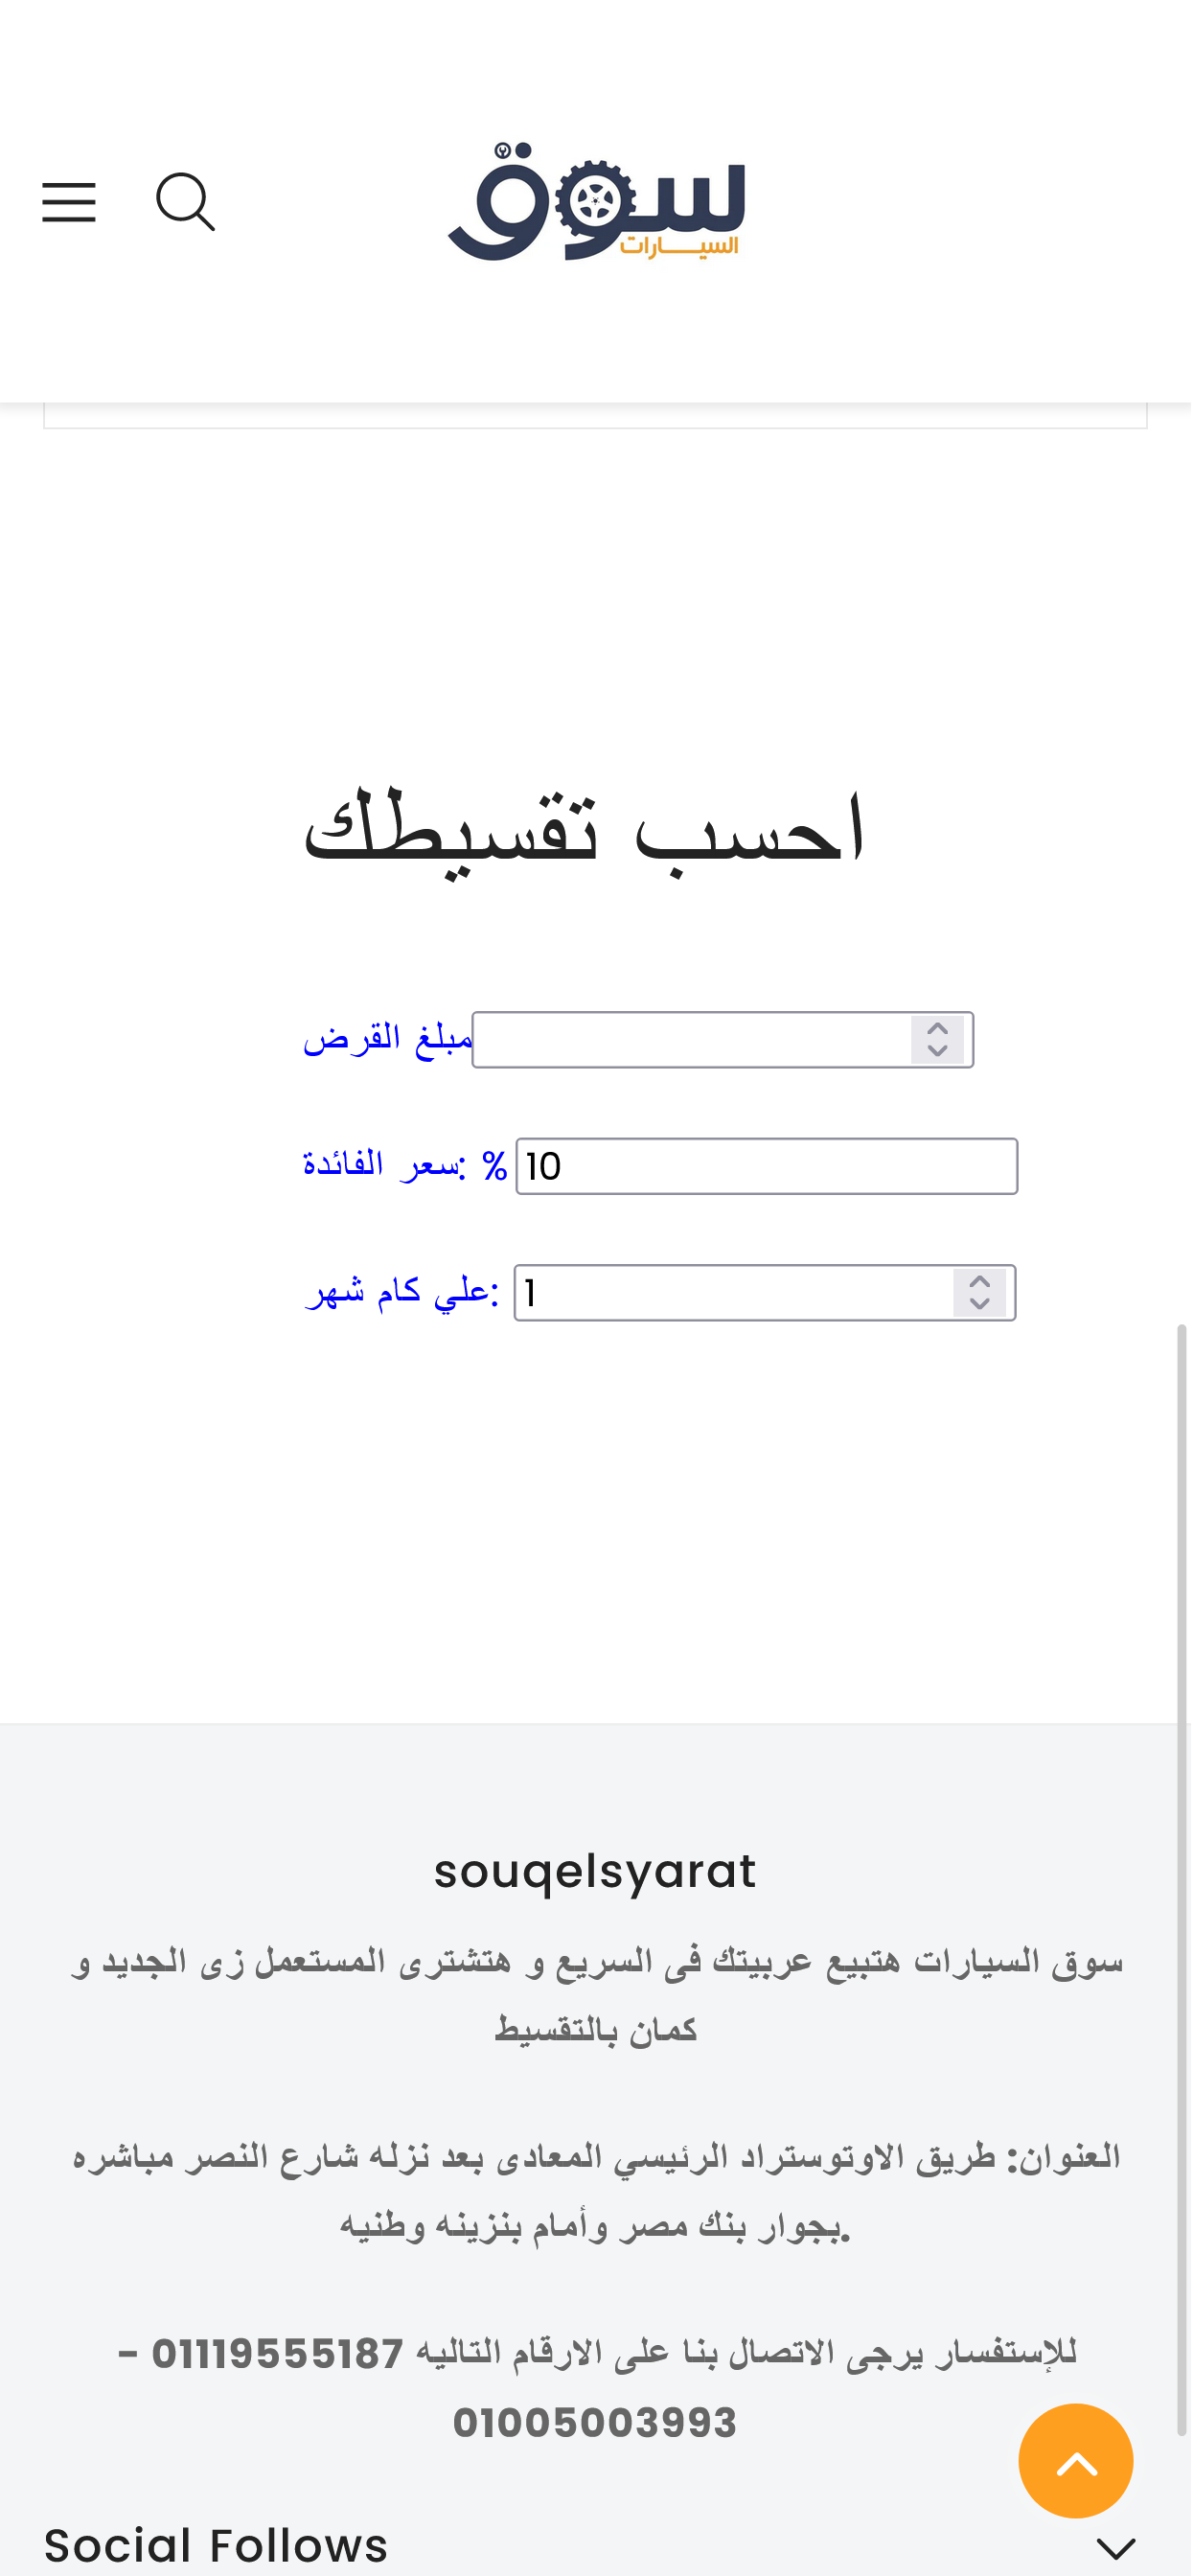 سوق
السيارات
احسب تقسيطك
مبلغ القرض
سعر الفائدة: % 10
علي كام شهر: 1
souqelsyarat
سوق السيارات هتبيع عربيتك فى السريع و هتشترى المستعمل زى الجديد و
كمان بالتقسيط
العنوان: طريق الاوتوستراد الرئيسي المعادى بعد نزله شارع النصر مباشره
بجوار بنك مصر وأمام بنزينه وطنيه.
للإستفسار يرجى الاتصال بنا على الارقام التاليه 01119555187 -
01005003993
Social Follows